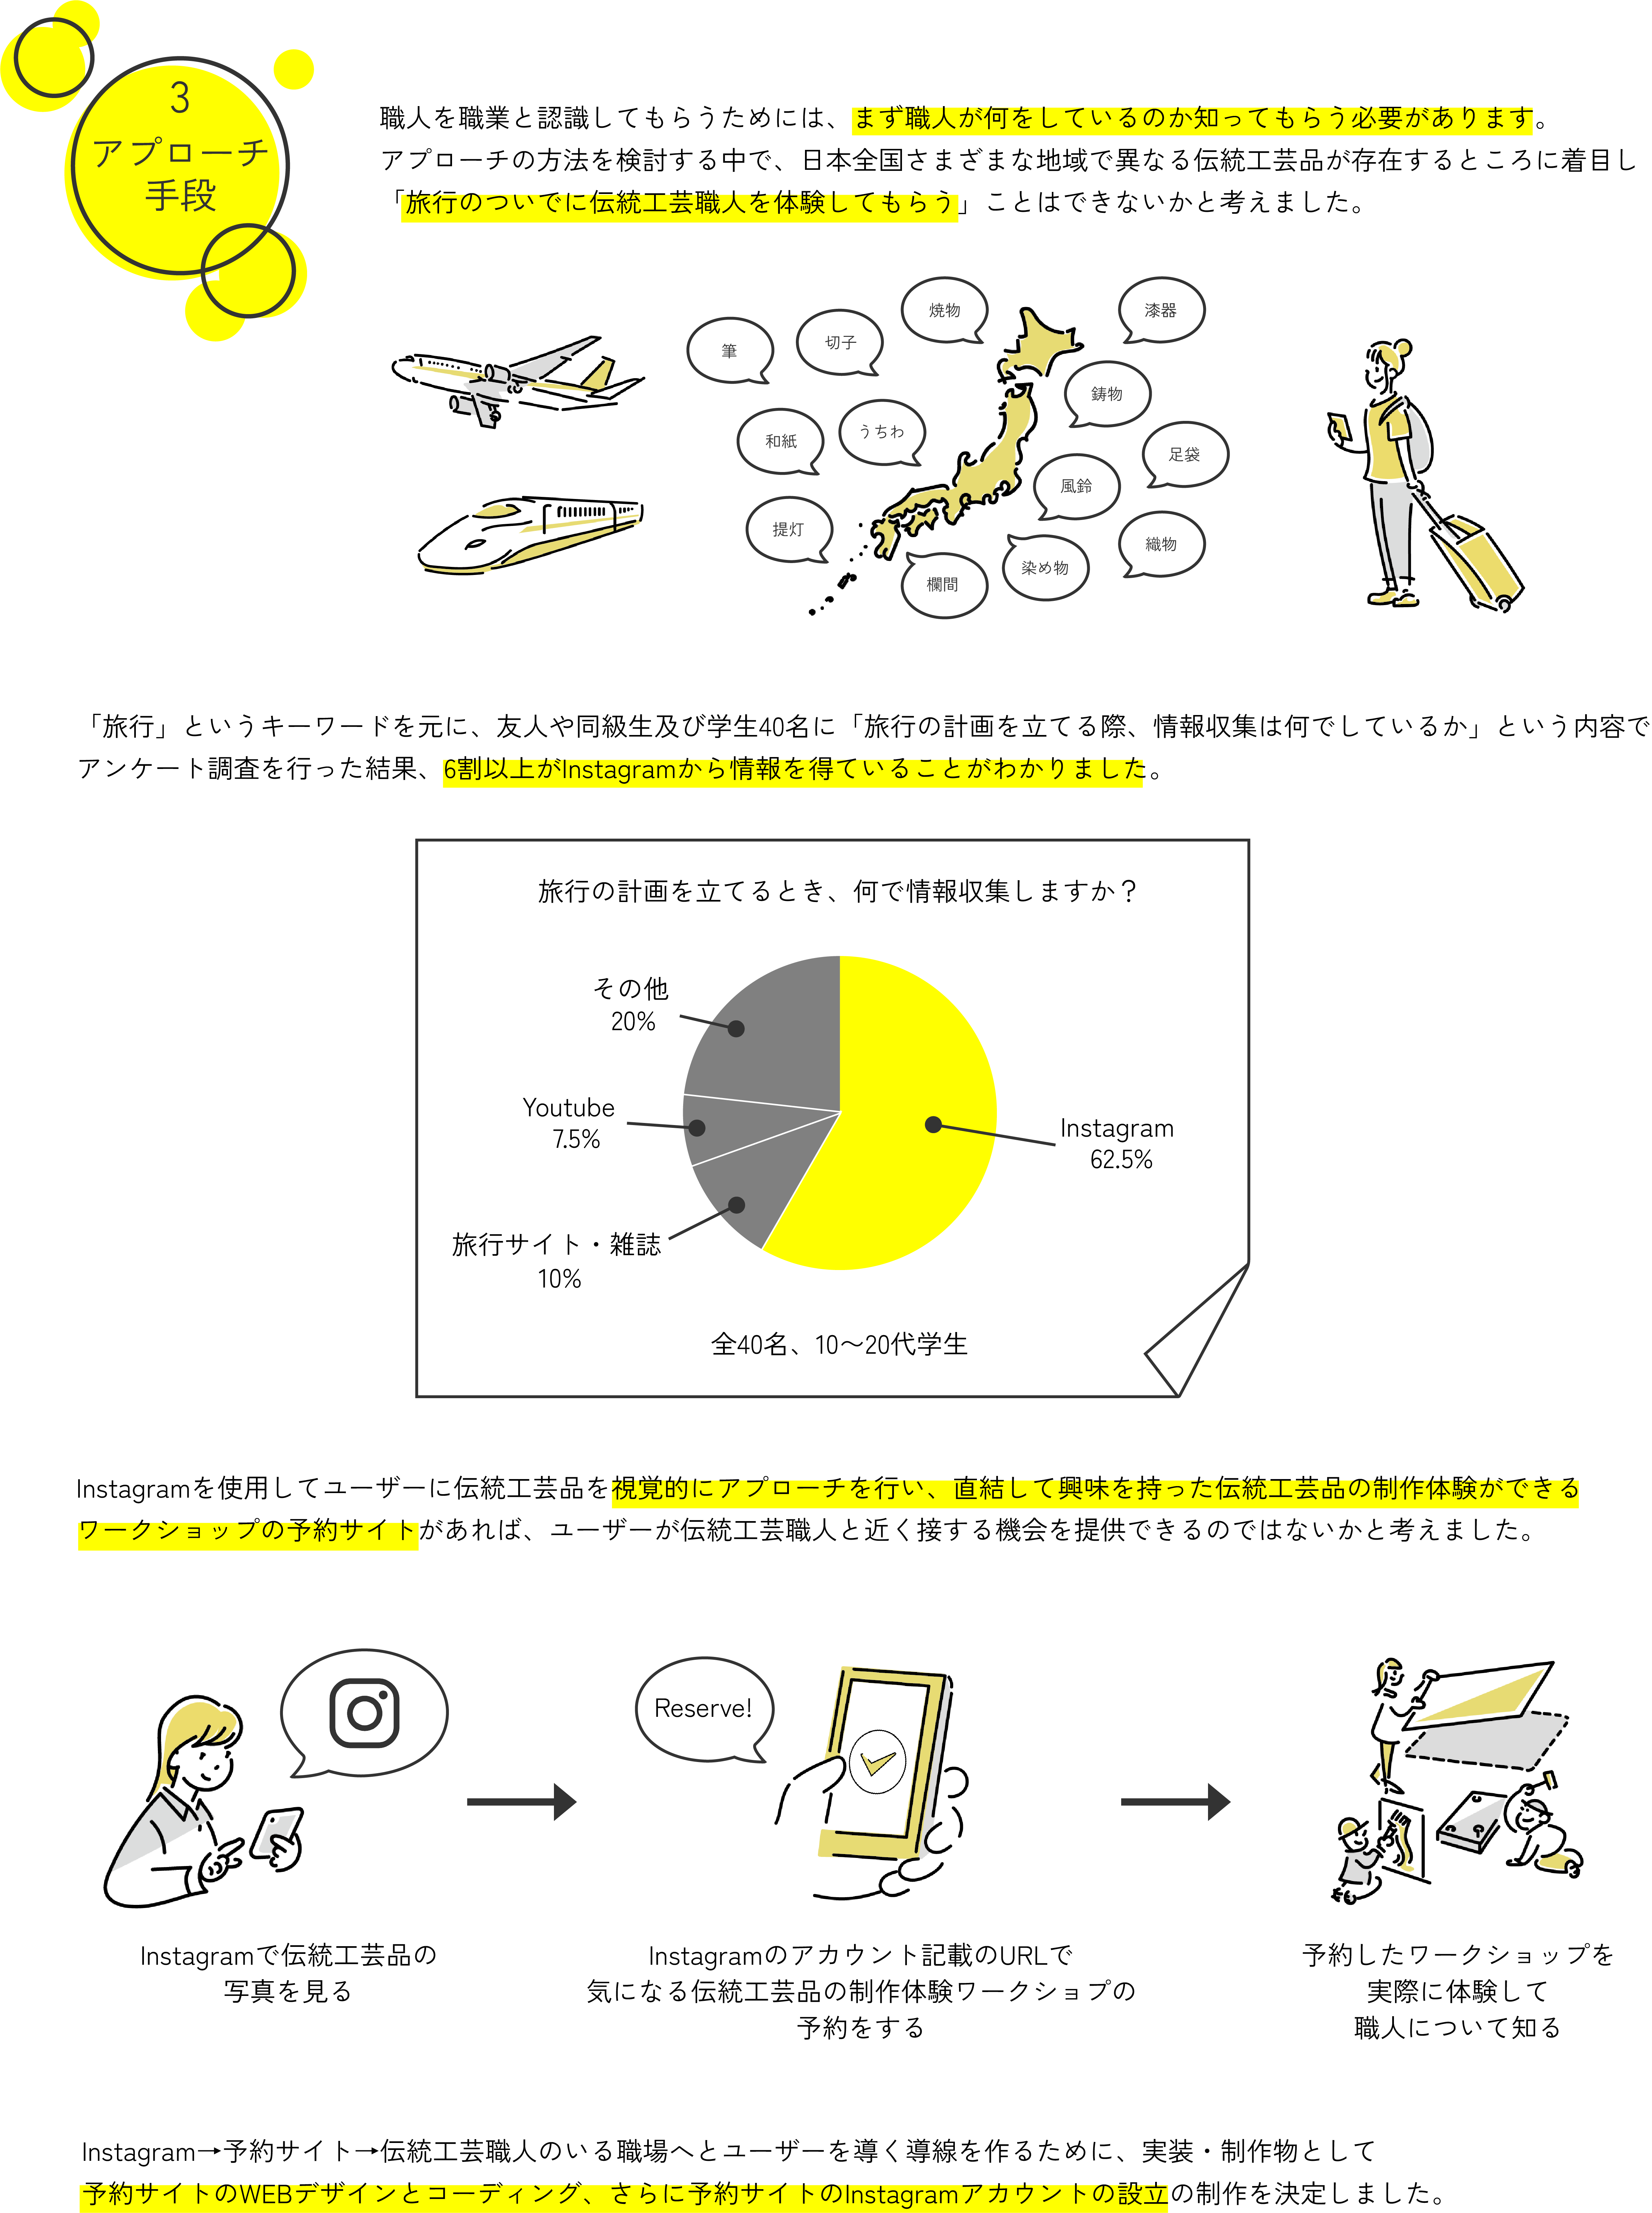 3
アプローチ
手段
職人を職業と認識してもらうためには、まず職人が何をしているのか知ってもらう必要があります。
アプローチの方法を検討する中で、日本全国さまざまな地域で異なる伝統工芸品が存在するところに着目し
「旅行のついでに伝統工芸職人を体験してもらう」ことはできないかと考えました。
焼物
漆器
筆
切子
鋳物
和紙
うちわ
足袋
風鈴
提灯
織物
欄間
染め物
「旅行」というキーワードを元に、友人や同級生及び学生40名に「旅行の計画を立てる際、情報収集は何でしているか」という内容で
アンケート調査を行った結果、6割以上がInstagramから情報を得ていることがわかりました。
旅行の計画を立てるとき、何で情報収集しますか？
その他
20%
Youtube
7.5%
Instagram
62.5%
旅行サイト・雑誌
10%
全40名、10〜20代学生
Instagramを使用してユーザーに伝統工芸品を視覚的にアプローチを行い、直結して興味を持った伝統工芸品の制作体験ができる
ワークショップの予約サイトがあれば、ユーザーが伝統工芸職人と近く接する機会を提供できるのではないかと考えました。
Reserve!
Instagramで伝統工芸品の
写真を見る
Instagramのアカウント記載のURLで
気になる伝統工芸品の制作体験ワークショプの
予約をする
予約したワークショップを
実際に体験して
職人について知る
Instagram→予約サイト→伝統工芸職人のいる職場へとユーザーを導く導線を作るために、実装・制作物として
予約サイトのWEBデザインとコーディング、さらに予約サイトのInstagramアカウントの設立の制作を決定しました。